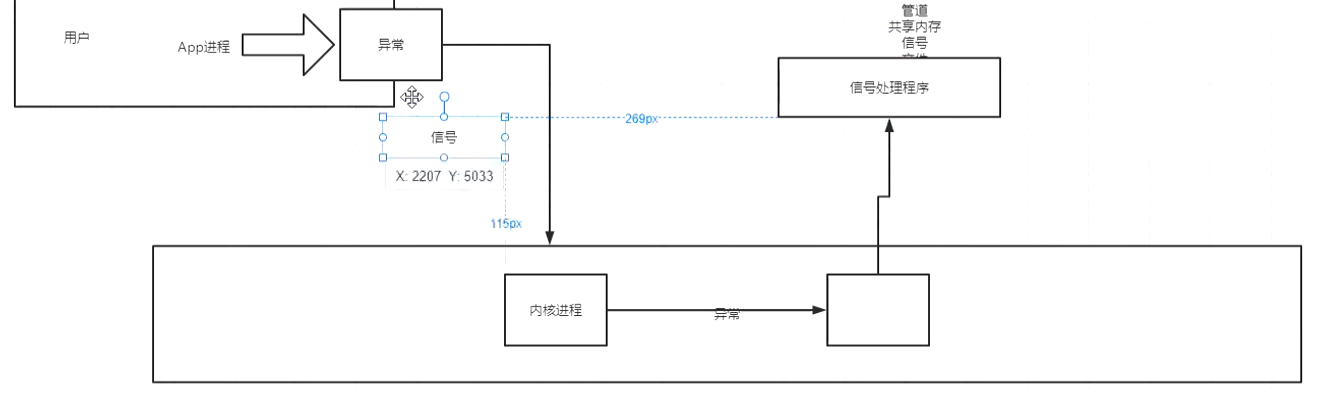 管道
共享内存
信号
用户
App进程
异常
信号处理程序
269px
信号
X: 2207 Y: 5033
115px
内核进程
异常